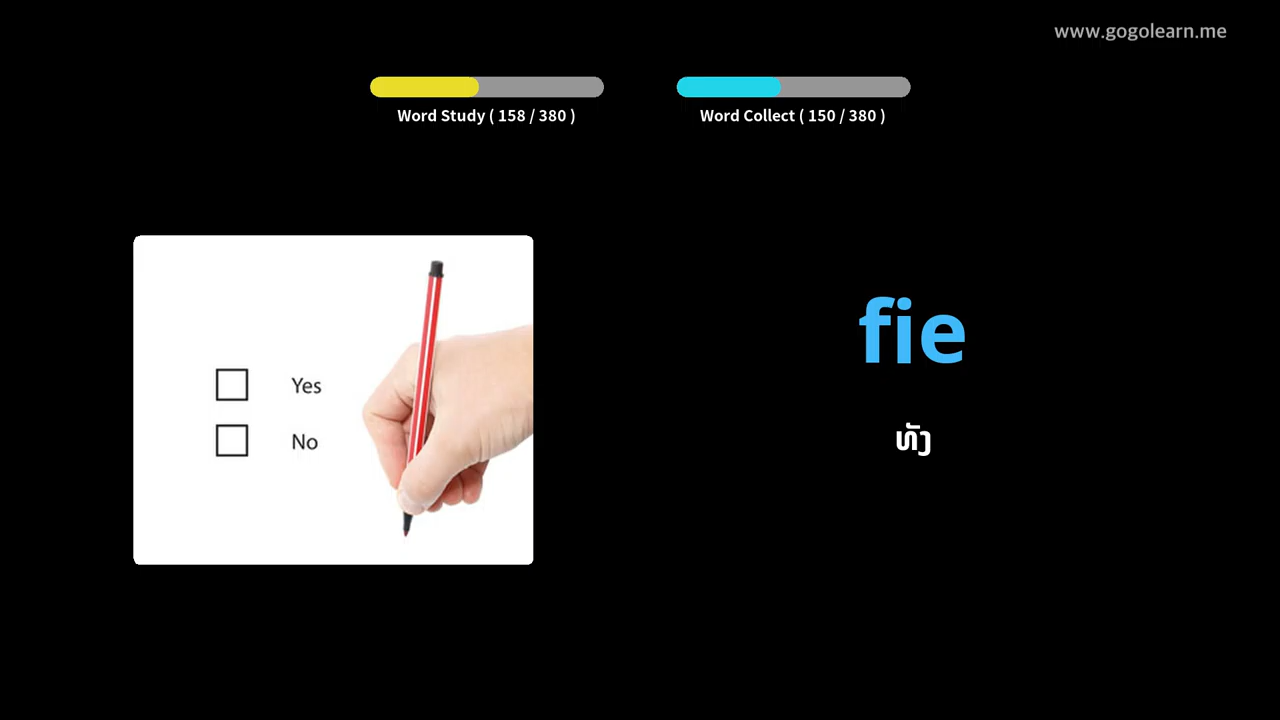 www.gogolearn.me
Word Study ( 158 / 380 )
Word Collect ( 150 / 380 )
Yes
No
fie
ທັງ